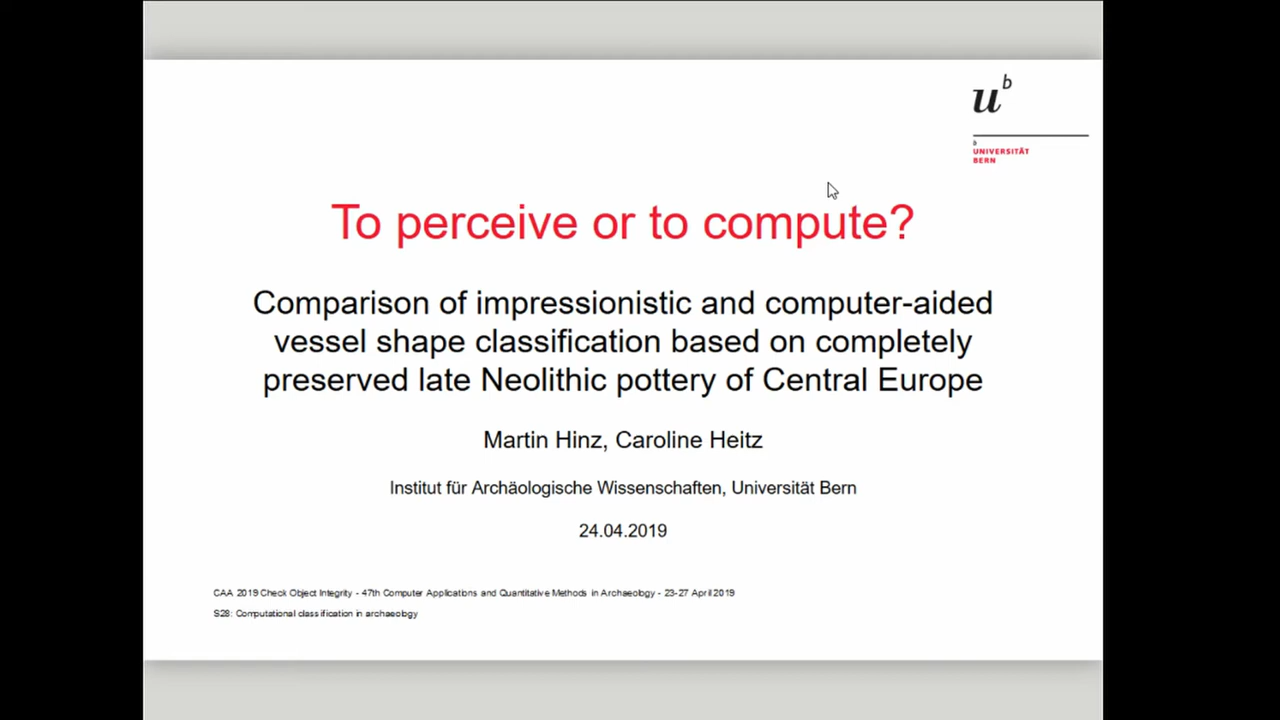 u^b
b
UNIVERSITÄT
BERN
To perceive or to compute?
Comparison of impressionistic and computer-aided
vessel shape classification based on completely
preserved late Neolithic pottery of Central Europe
Martin Hinz, Caroline Heitz
Institut für Archäologische Wissenschaften, Universität Bern
24.04.2019
CAA 2019 Check Object Integrity - 47th Computer Applications and Quantitative Methods in Archaeology - 23-27 April 2019
S28: Computational classification in archaeology